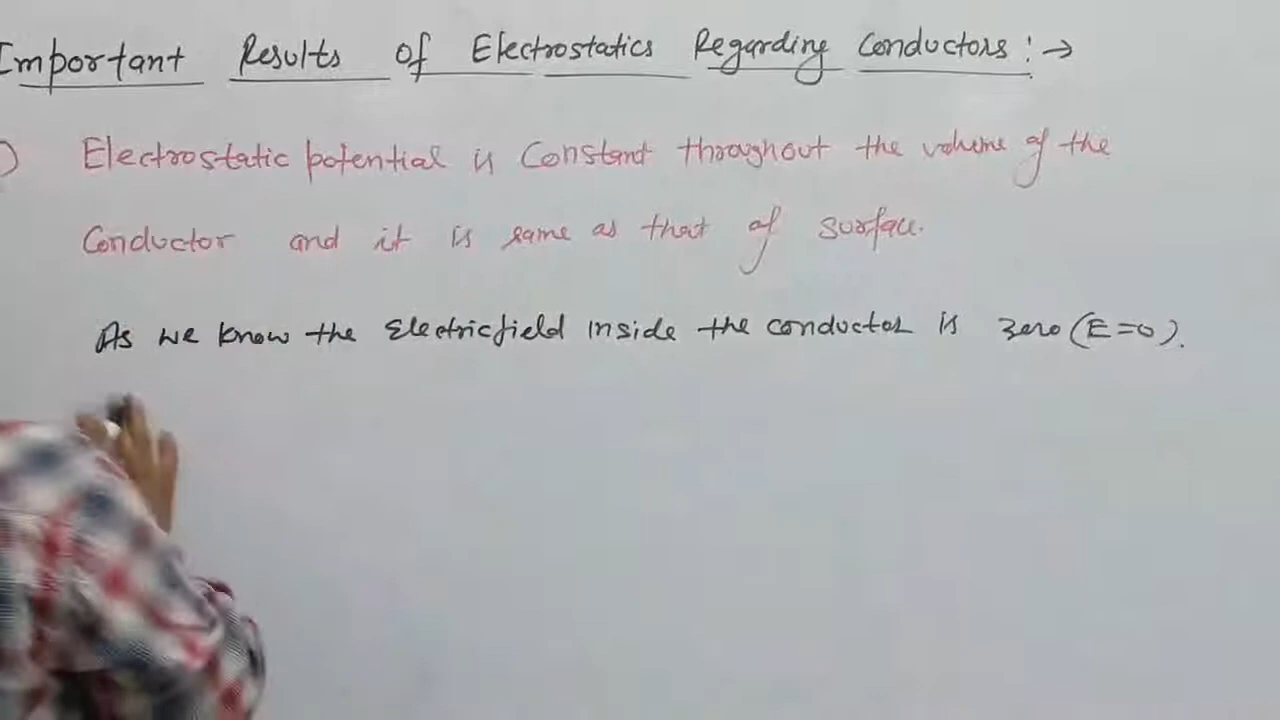 Important Results of Electrostatics Regarding Conductors :→
) Electrostatic potential is Constant throughout the volume of the
Conductor and it is same as that of surface.
As we know the Electricfield inside the conductor is zero (E=0).